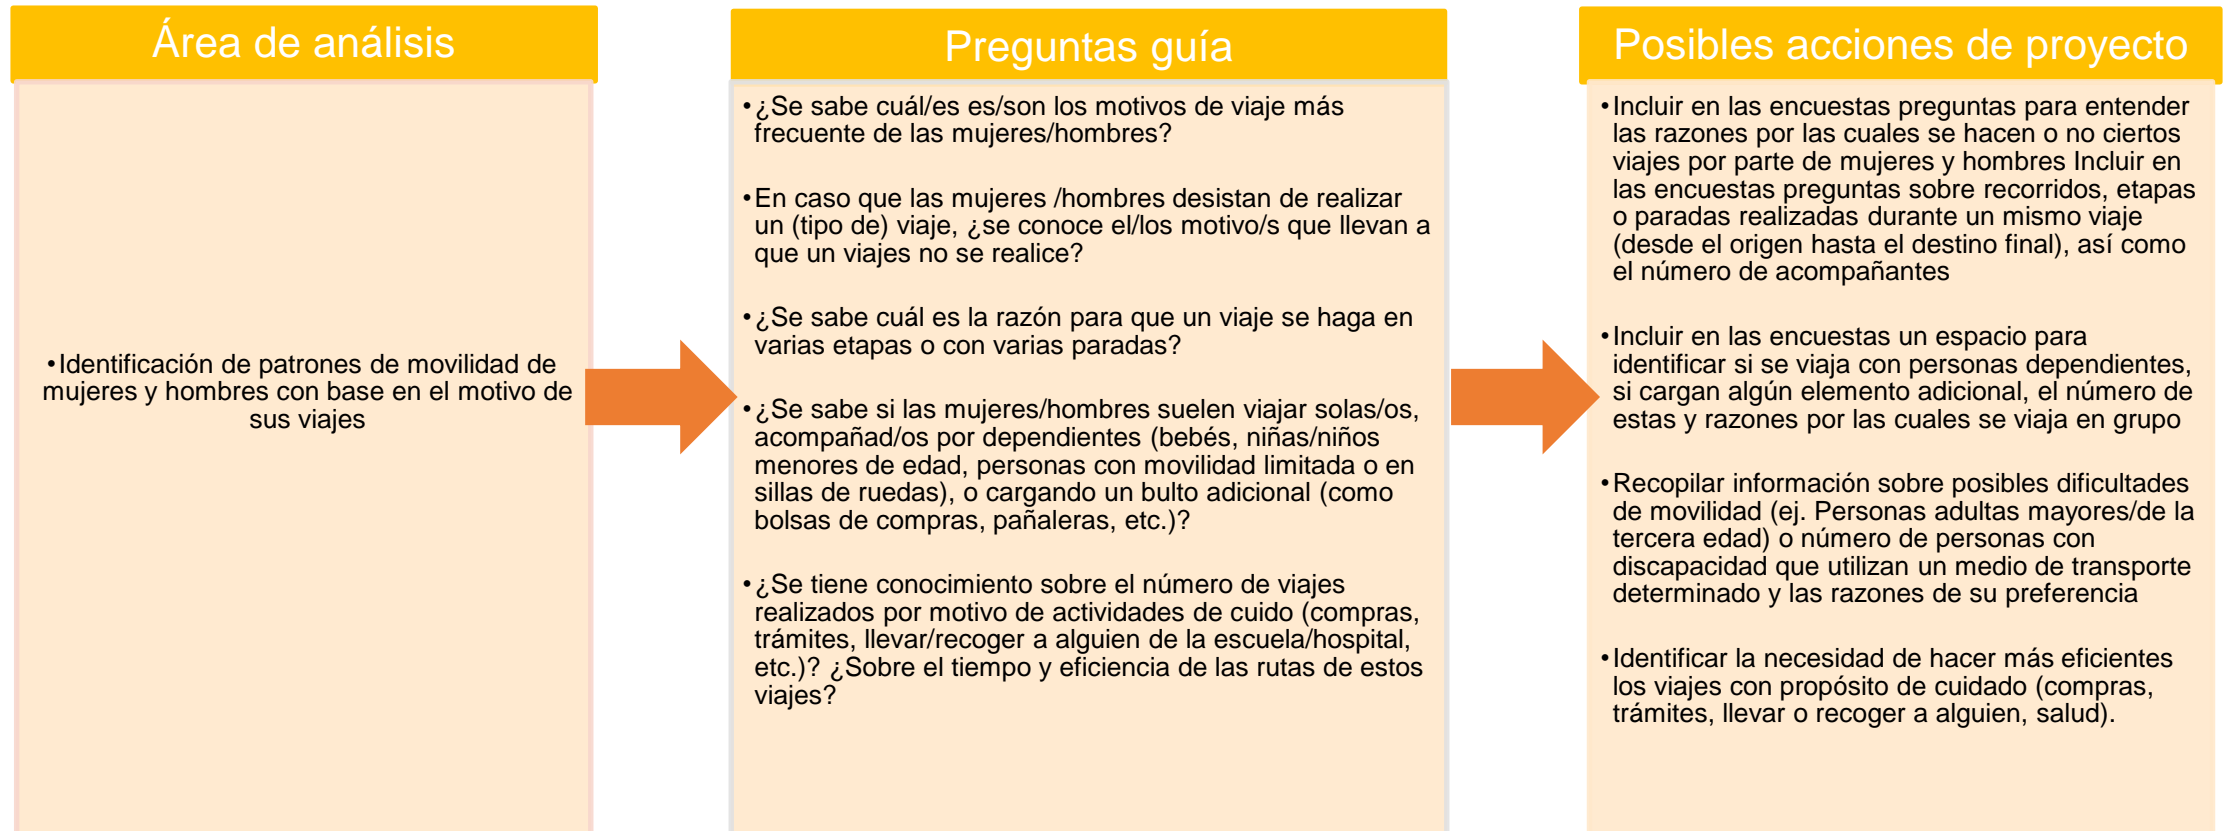 Área de análisis
•Identificación de patrones de movilidad de
mujeres y hombres con base en el motivo de
sus viajes
Preguntas guía
•¿Se sabe cuál/es es/son los motivos de viaje más
frecuente de las mujeres/hombres?
•En caso que las mujeres /hombres desistan de realizar
un (tipo de) viaje, ¿se conoce el/los motivo/s que llevan a
que un viajes no se realice?
•¿Se sabe cuál es la razón para que un viaje se haga en
varias etapas o con varias paradas?
•¿Se sabe si las mujeres/hombres suelen viajar solas/os,
acompañad/os por dependientes (bebés, niñas/niños
menores de edad, personas con movilidad limitada o en
sillas de ruedas), o cargando un bulto adicional (como
bolsas de compras, pañaleras, etc.)?
•¿Se tiene conocimiento sobre el número de viajes
realizados por motivo de actividades de cuido (compras,
trámites, llevar/recoger a alguien de la escuela/hospital,
etc.)? ¿Sobre el tiempo y eficiencia de las rutas de estos
viajes?
Posibles acciones de proyecto
•Incluir en las encuestas preguntas para entender
las razones por las cuales se hacen o no ciertos
viajes por parte de mujeres y hombres Incluir en
las encuestas preguntas sobre recorridos, etapas
o paradas realizadas durante un mismo viaje
(desde el origen hasta el destino final), así como
el número de acompañantes
•Incluir en las encuestas un espacio para
identificar si se viaja con personas dependientes,
si cargan algún elemento adicional, el número de
estas y razones por las cuales se viaja en grupo
•Recopilar información sobre posibles dificultades
de movilidad (ej. Personas adultas mayores/de la
tercera edad) o número de personas con
discapacidad que utilizan un medio de transporte
determinado y las razones de su preferencia
•Identificar la necesidad de hacer más eficientes
los viajes con propósito de cuidado (compras,
trámites, llevar o recoger a alguien, salud).